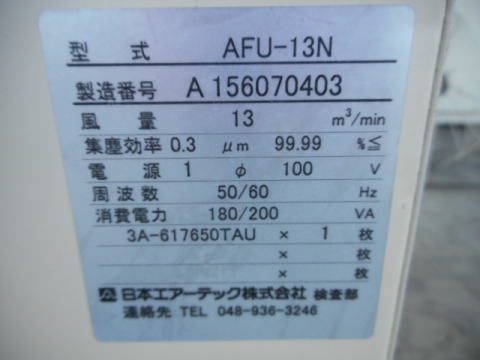 型式 AFU-13N
製造番号 A 156070403
風量 13 m³/min
集塵効率 0.3 μm 99.99 %≦
電源 1 φ 100 V
周波数 50/60 Hz
消費電力 180/200 VA
3A-617650TAU × 1 枚
× 枚
× 枚
日本エアーテック株式会社 検査部
連絡先 TEL 048-936-3246